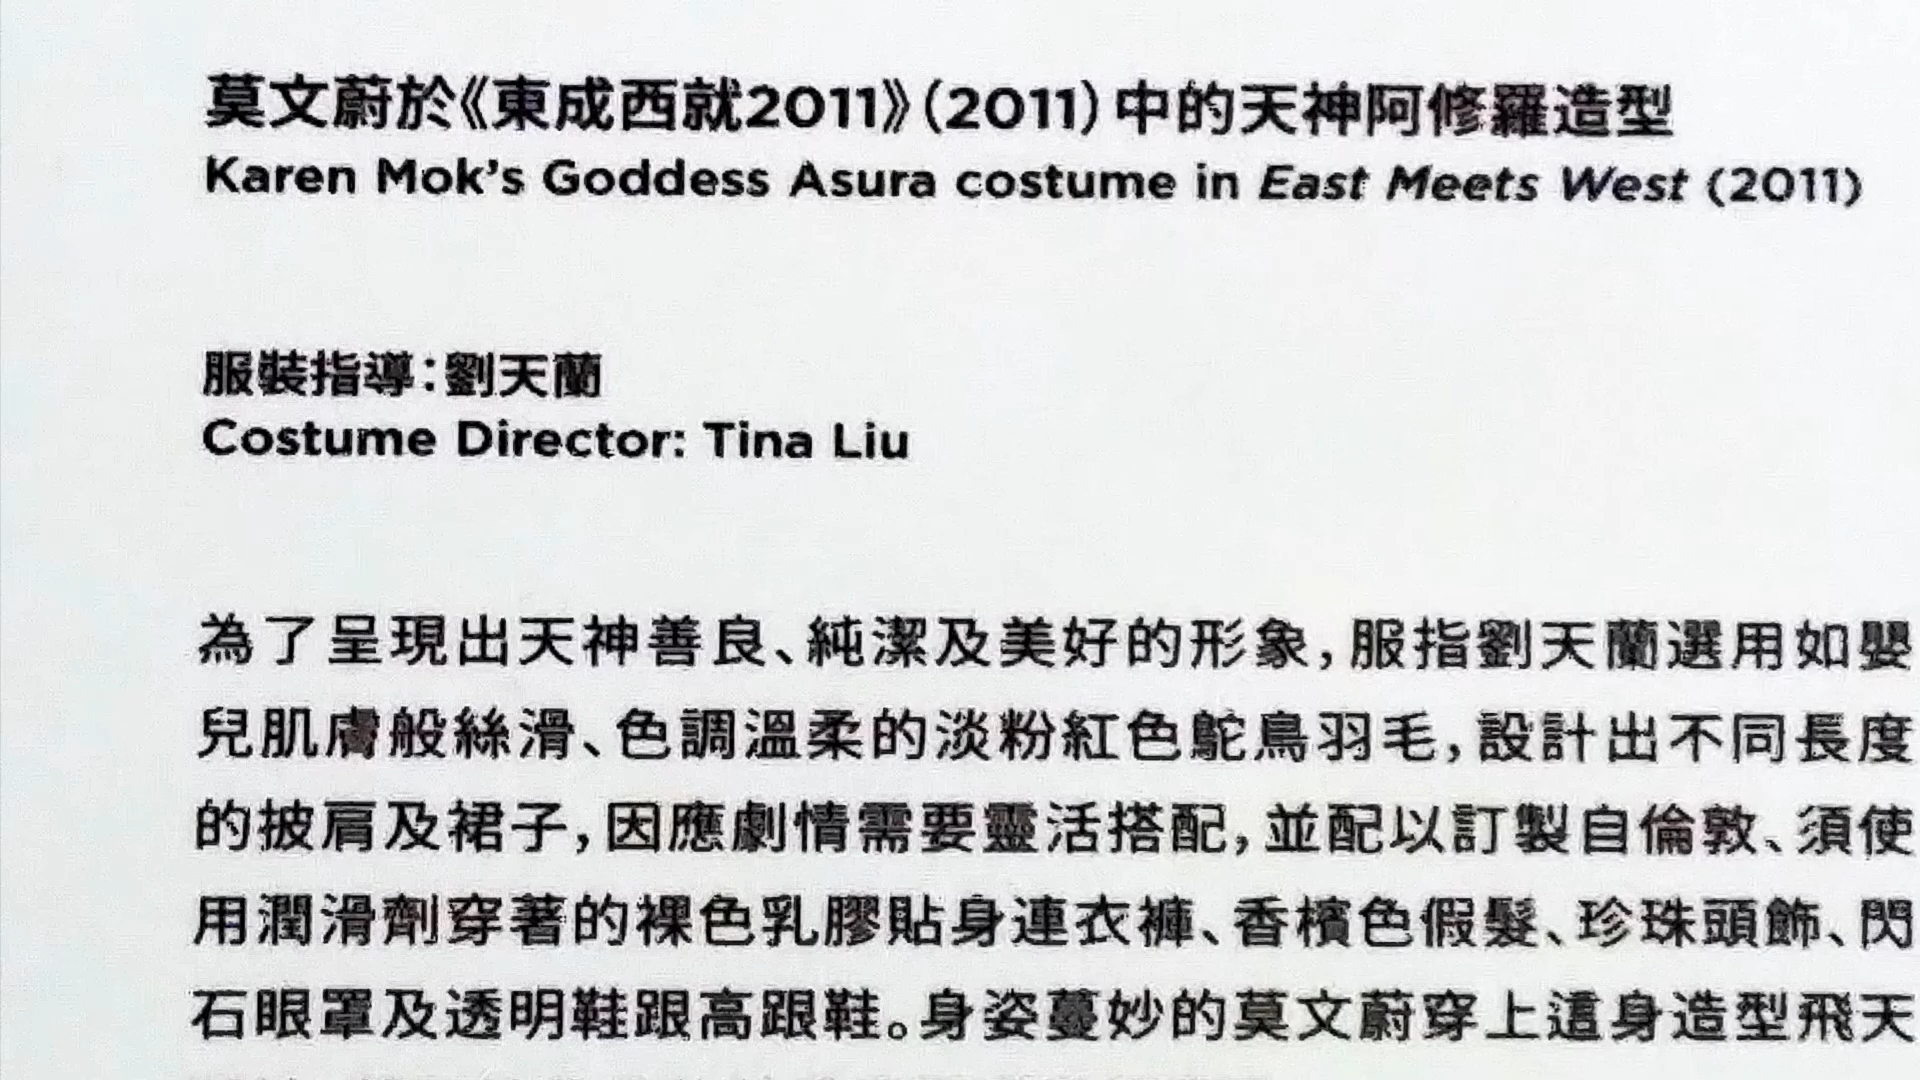 莫文蔚於《東成西就2011》（2011）中的天神阿修羅造型
Karen Mok's Goddess Asura costume in East Meets West (2011)
服裝指導：劉天蘭
Costume Director: Tina Liu
為了呈現出天神善良、純潔及美好的形象，服指劉天蘭選用如嬰
兒肌膚般絲滑、色調溫柔的淡粉紅色鴕鳥羽毛，設計出不同長度
的披肩及裙子，因應劇情需要靈活搭配，並配以訂製自倫敦、須使
用潤滑劑穿著的裸色乳膠貼身連衣褲、香檳色假髮、珍珠頭飾、閃
石眼罩及透明鞋跟高跟鞋。身姿蔓妙的莫文蔚穿上這身造型飛天